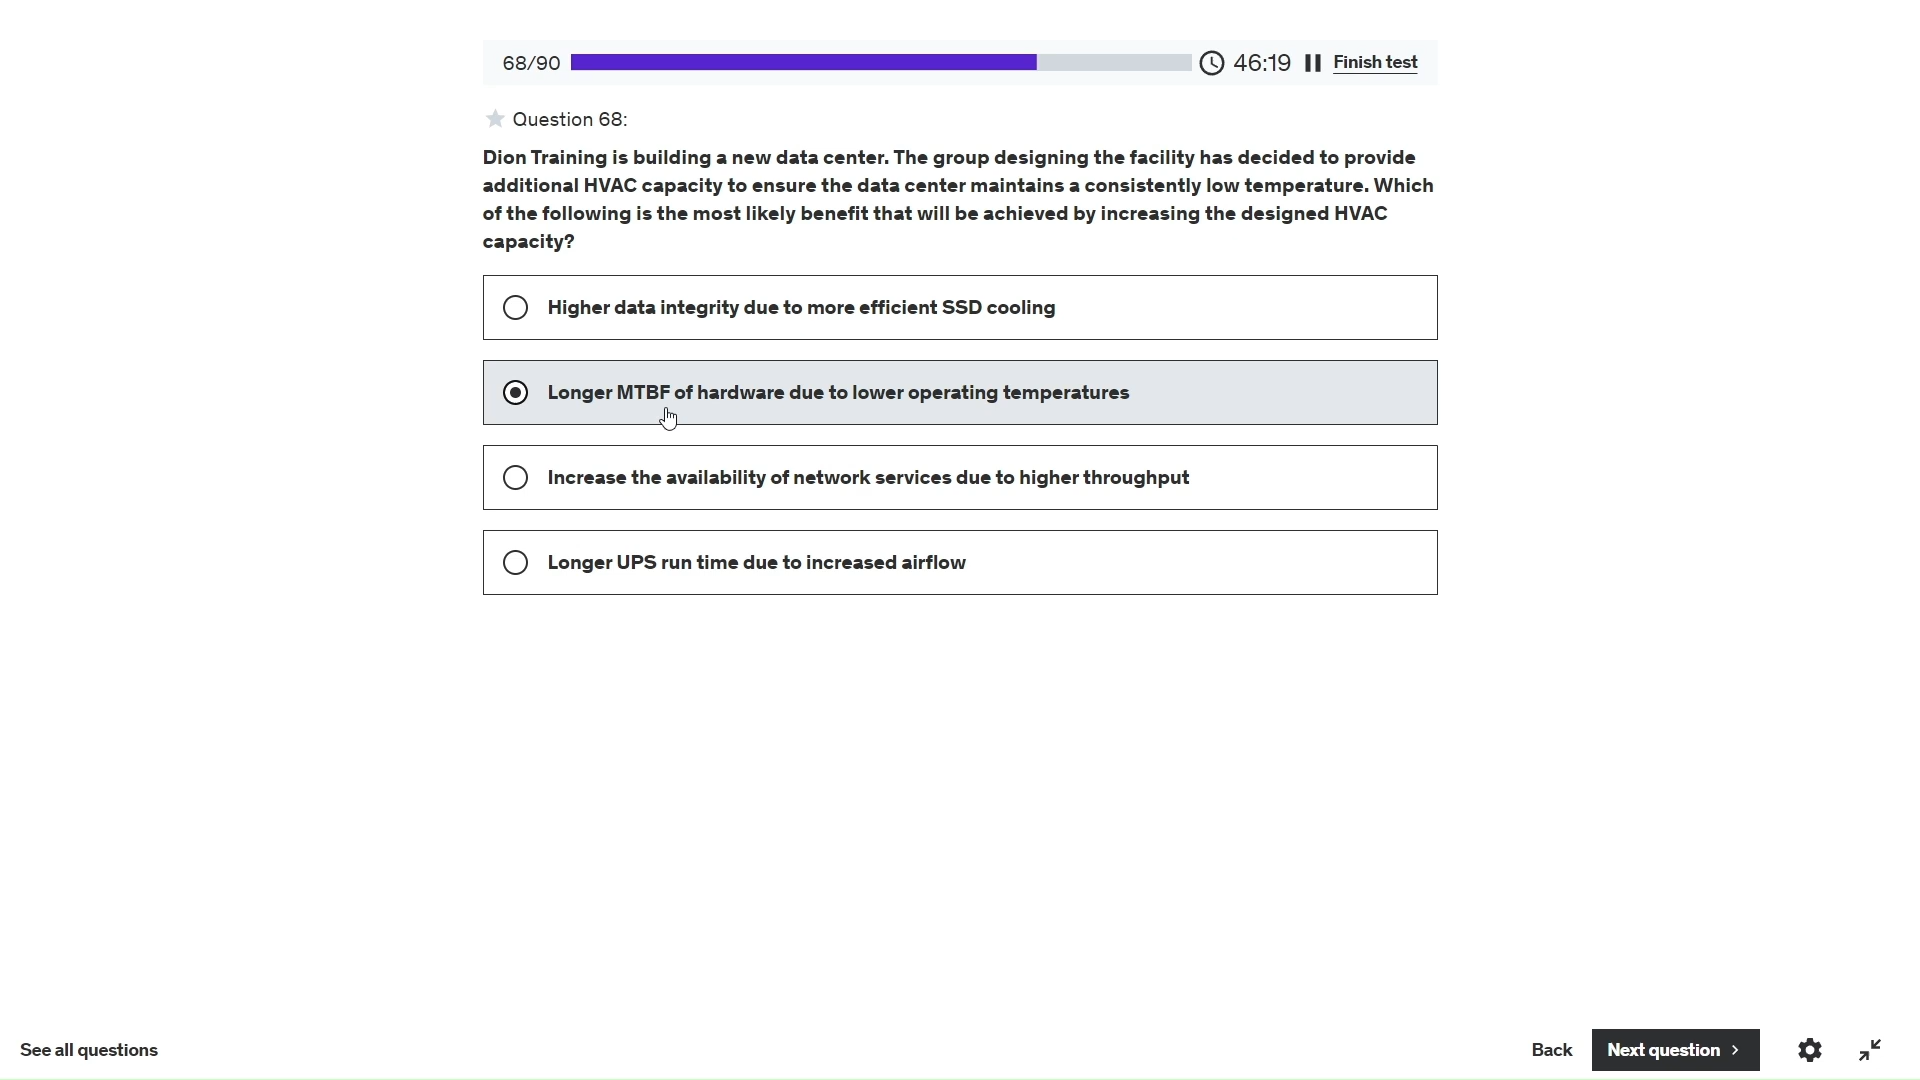 68/90
46:19
Finish test
Question 68:
Dion Training is building a new data center. The group designing the facility has decided to provide
additional HVAC capacity to ensure the data center maintains a consistently low temperature. Which
of the following is the most likely benefit that will be achieved by increasing the designed HVAC
capacity?
Higher data integrity due to more efficient SSD cooling
Longer MTBF of hardware due to lower operating temperatures
Increase the availability of network services due to higher throughput
Longer UPS run time due to increased airflow
See all questions
Back
Next question